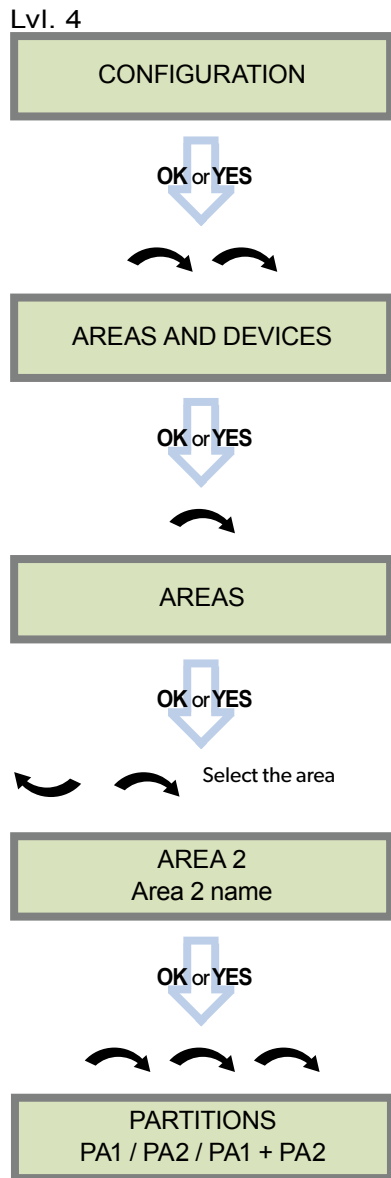 Lvl. 4
CONFIGURATION
OK or YES
AREAS AND DEVICES
OK or YES
AREAS
OK or YES
Select the area
AREA 2
Area 2 name
OK or YES
PARTITIONS
PA1 / PA2 / PA1 + PA2